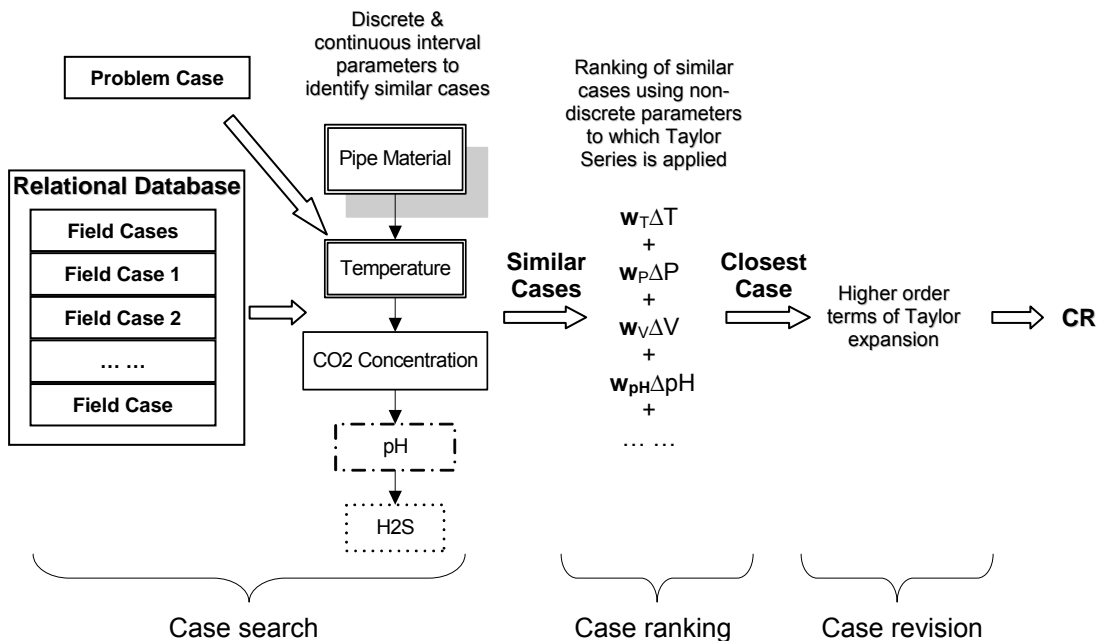 Discrete &
continuous interval
parameters to
identify similar cases
Problem Case
Ranking of similar
cases using non-
discrete parameters
to which Taylor
Series is applied
Relational Database
Field Cases
Field Case 1
Field Case 2
... ...
Field Case
Pipe Material
Temperature
CO2 Concentration
pH
H2S
Similar
Cases
wTΔT
+
wPΔP
+
wVΔV
+
wpHΔpH
+
... ...
Closest
Case
Higher order
terms of Taylor
expansion
CR
Case search
Case ranking
Case revision